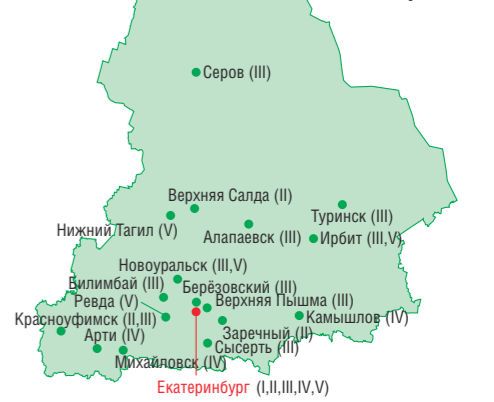 Серов (III)
Верхняя Салда (II)
Туринск (III)
Нижний Тагил (V)
Алапаевск (III)
Ирбит (III,V)
Новоуральск (III,V)
Билимбай (III)
Берёзовский (III)
Ревда (V)
Верхняя Пышма (III)
Красноуфимск (II,III)
Камышлов (IV)
Арти (IV)
Заречный (II)
Сысерть (III)
Михайловск (IV)
Екатеринбург (I,II,III,IV,V)